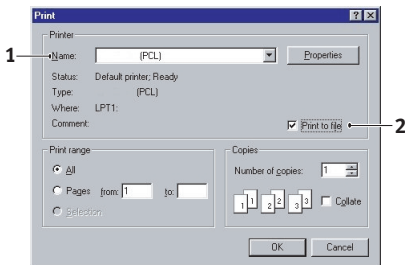 Print
Printer
1
Name: (PCL)
Properties
Status: Default printer; Ready
Type: (PCL)
Where: LPT1:
Comment:
Print to file
2
Print range
All
Pages from: 1 to:
Selection
Copies
Number of copies: 1
1 1 2 2 3 3
Collate
OK Cancel